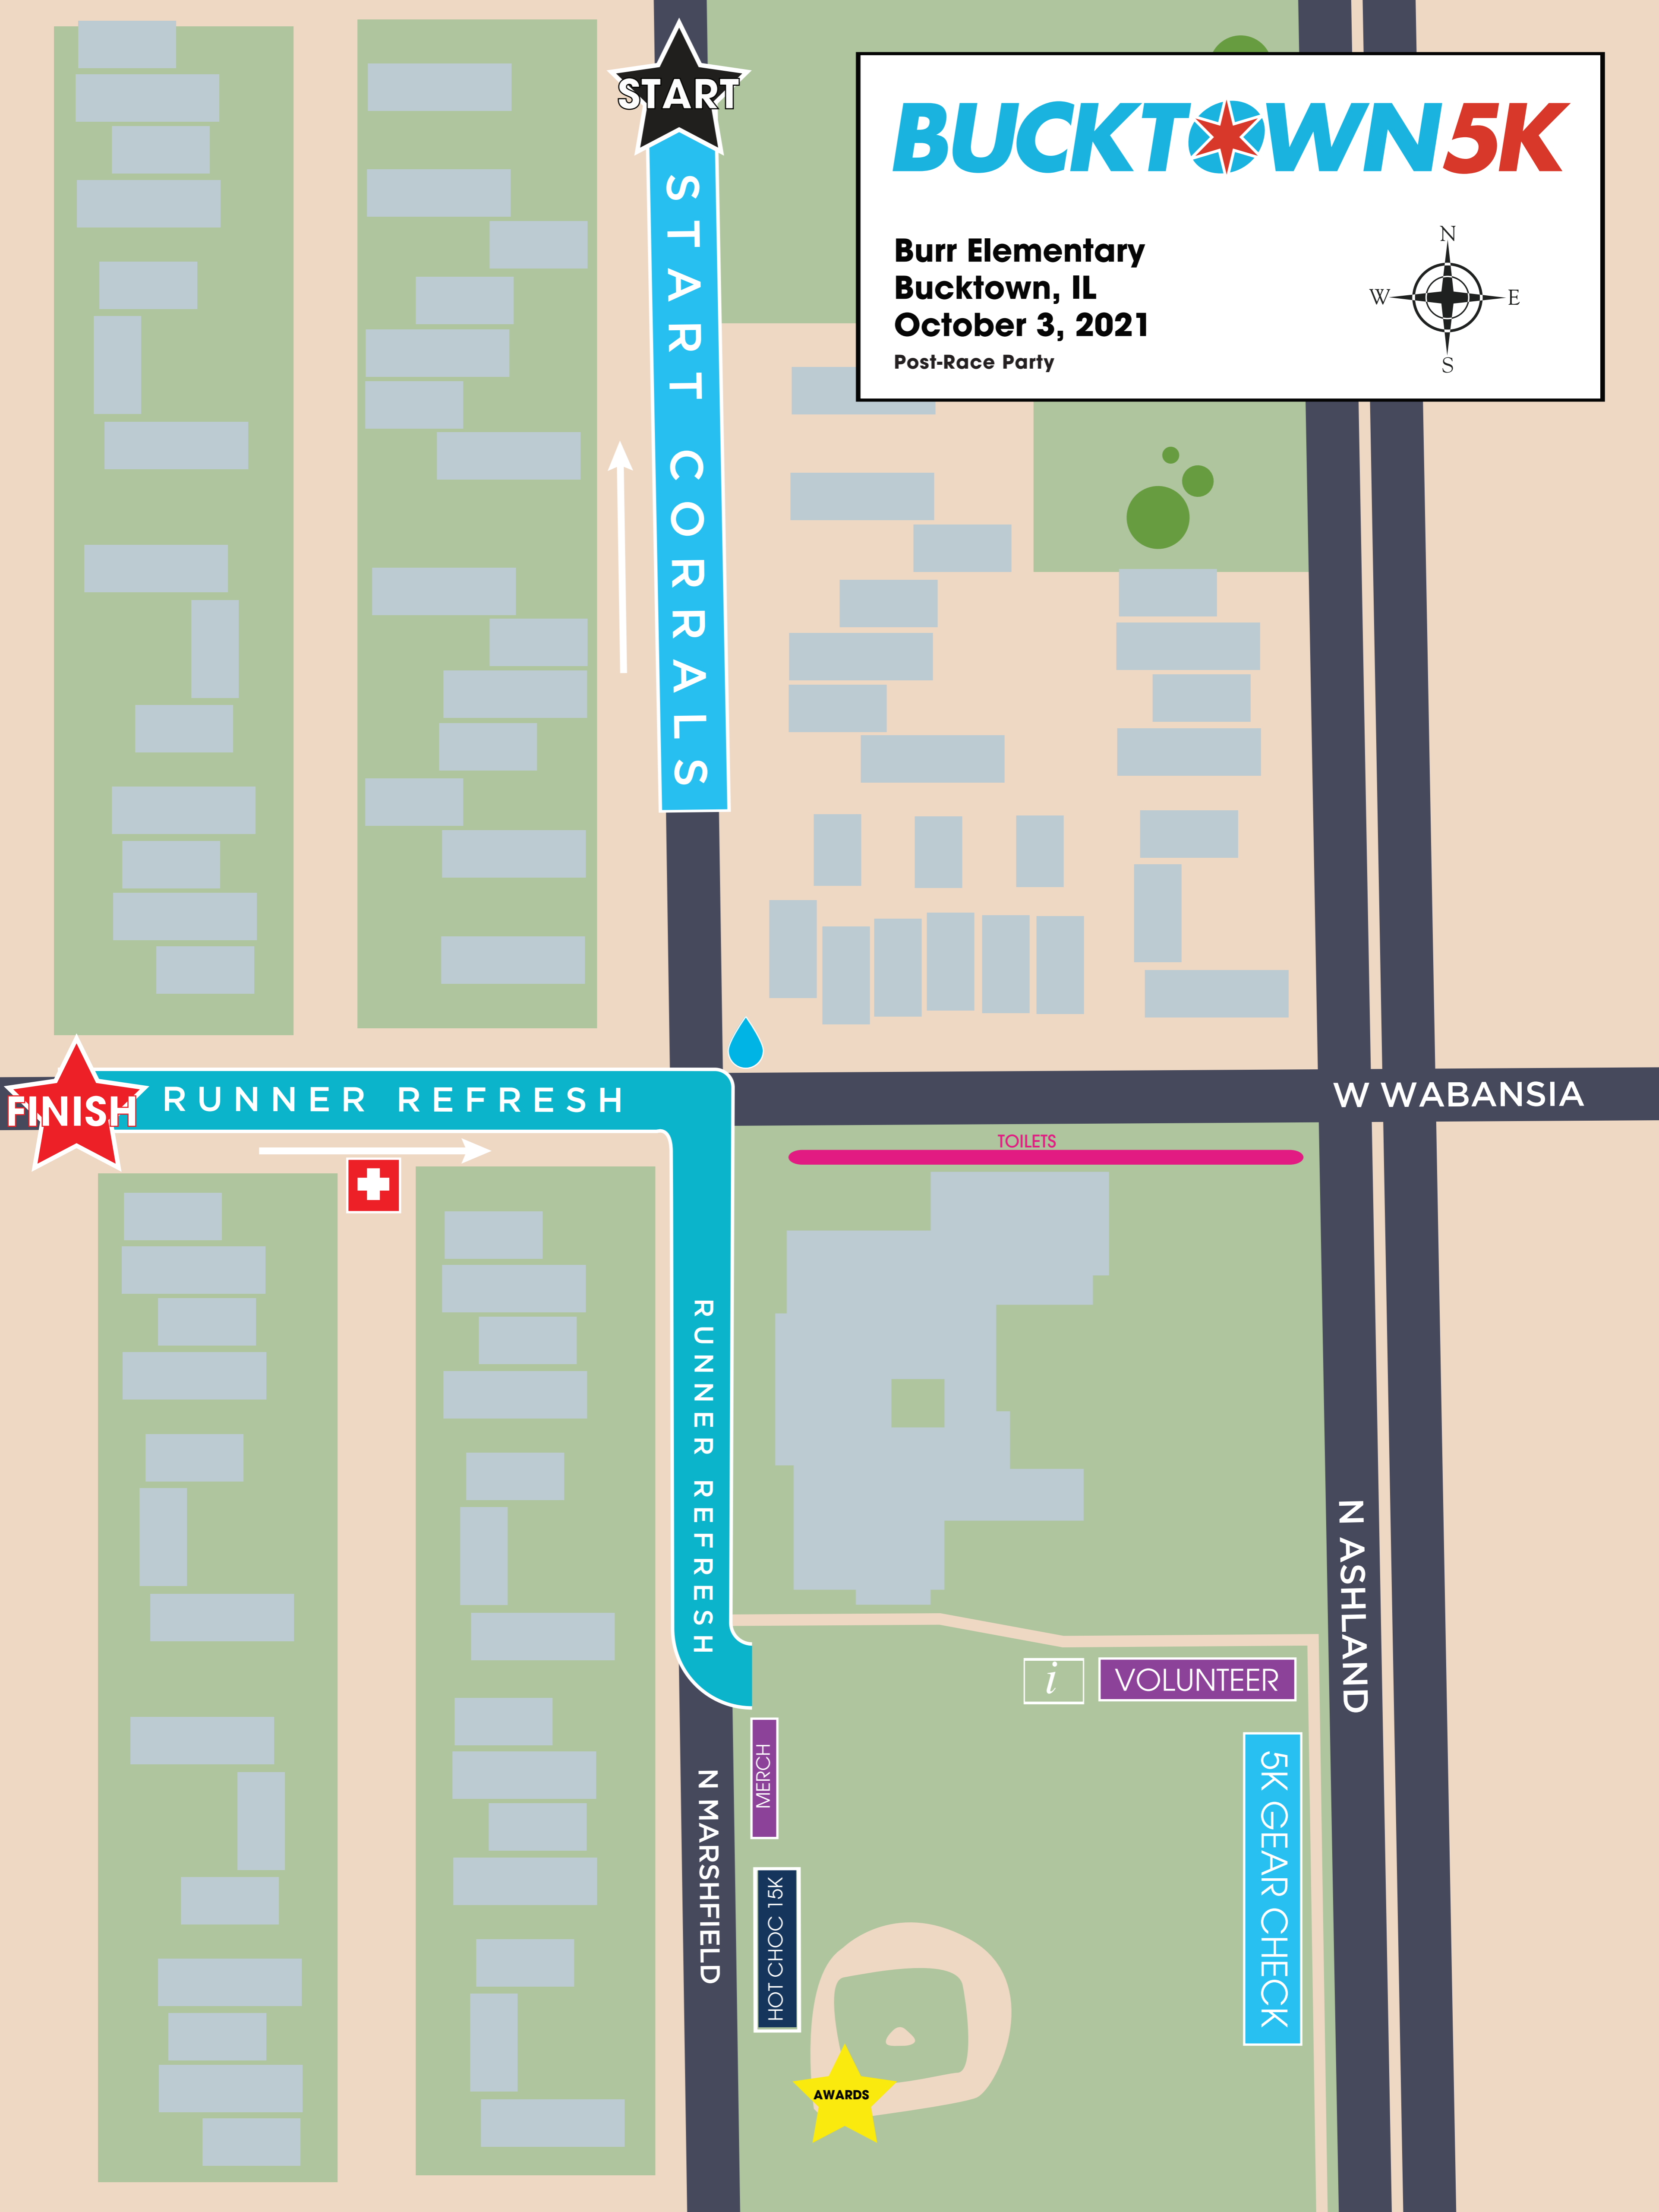 START
BUCKTOWN5K
Burr Elementary
Bucktown, IL
October 3, 2021
Post-Race Party
N
W E
S
START CORRALS
FINISH
RUNNER REFRESH
W WABANSIA
TOILETS
RUNNER REFRESH
N ASHLAND
i
VOLUNTEER
MERCH
5K GEAR CHECK
N MARSHFIELD
HOT CHOC 15K
AWARDS